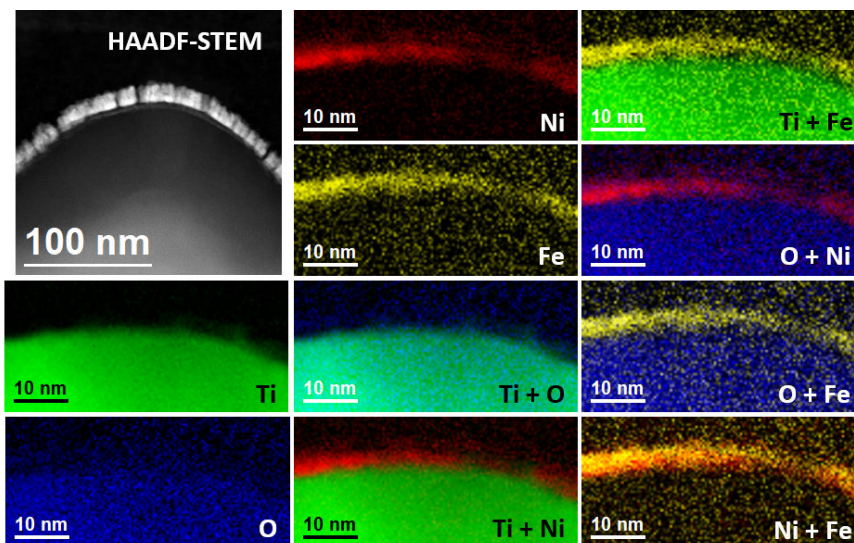 HAADF-STEM
100 nm
10 nm
Ni
10 nm
Ti + Fe
10 nm
Fe
10 nm
O + Ni
10 nm
Ti
10 nm
Ti + O
10 nm
O + Fe
10 nm
O
10 nm
Ti + Ni
10 nm
Ni + Fe